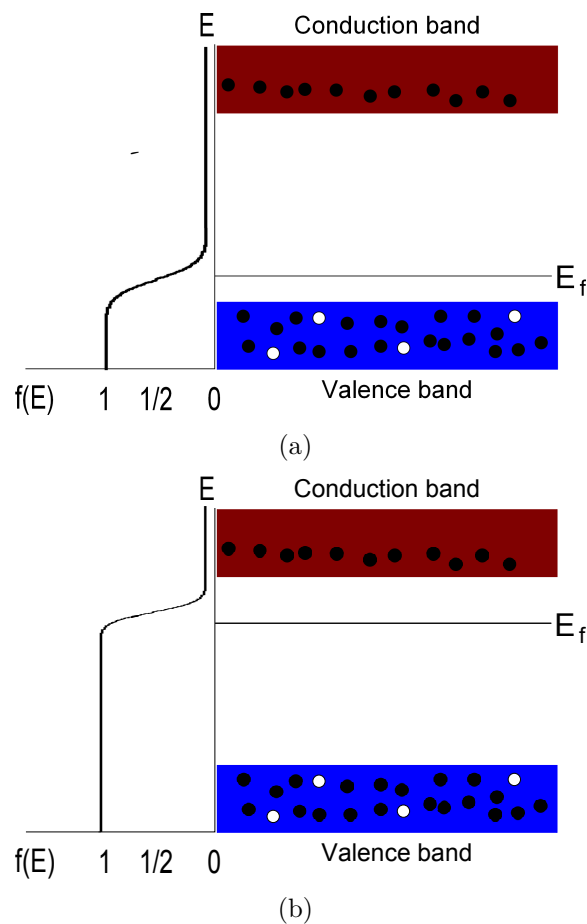 E Conduction band
E f
f(E) 1 1/2 0 Valence band
(a)
E Conduction band
E f
f(E) 1 1/2 0 Valence band
(b)